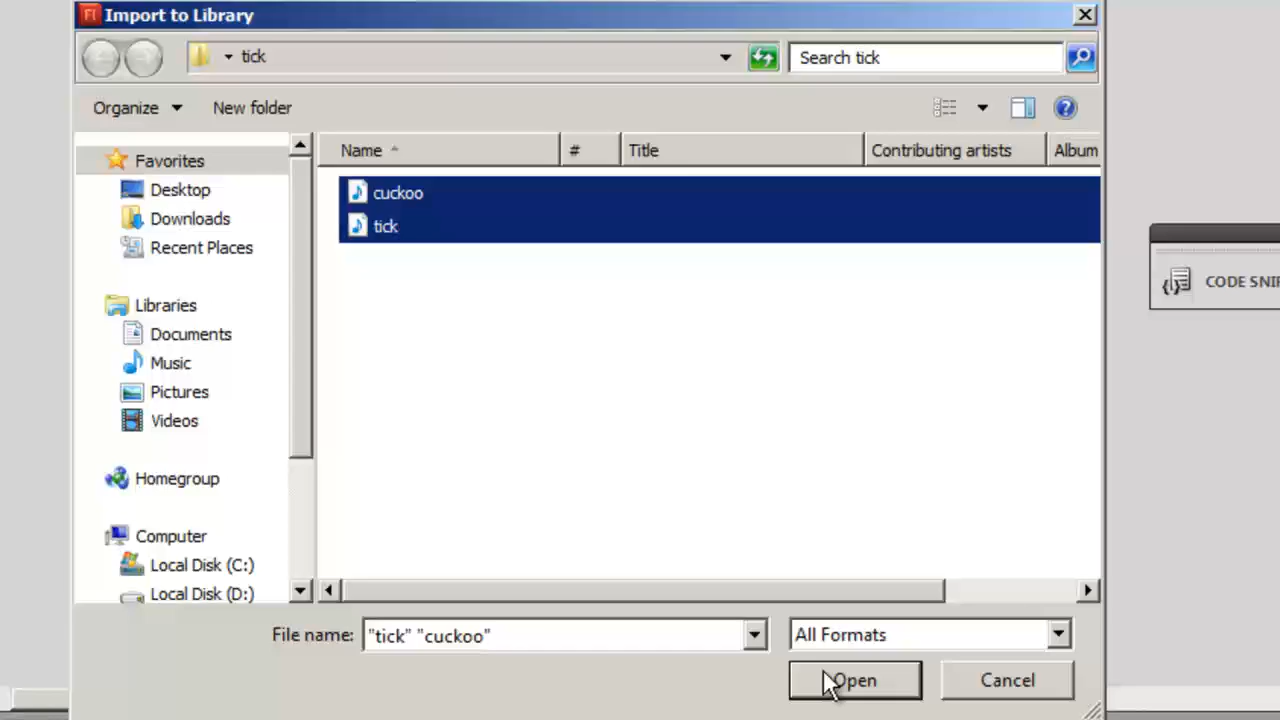 Fl Import to Library
tick
Search tick
Organize
New folder
Name
#
Title
Contributing artists
Album
Favorites
Desktop
Downloads
Recent Places
Libraries
Documents
Music
Pictures
Videos
Homegroup
Computer
Local Disk (C:)
Local Disk (D:)
cuckoo
tick
CODE SNI
File name:
"tick" "cuckoo"
All Formats
Open
Cancel